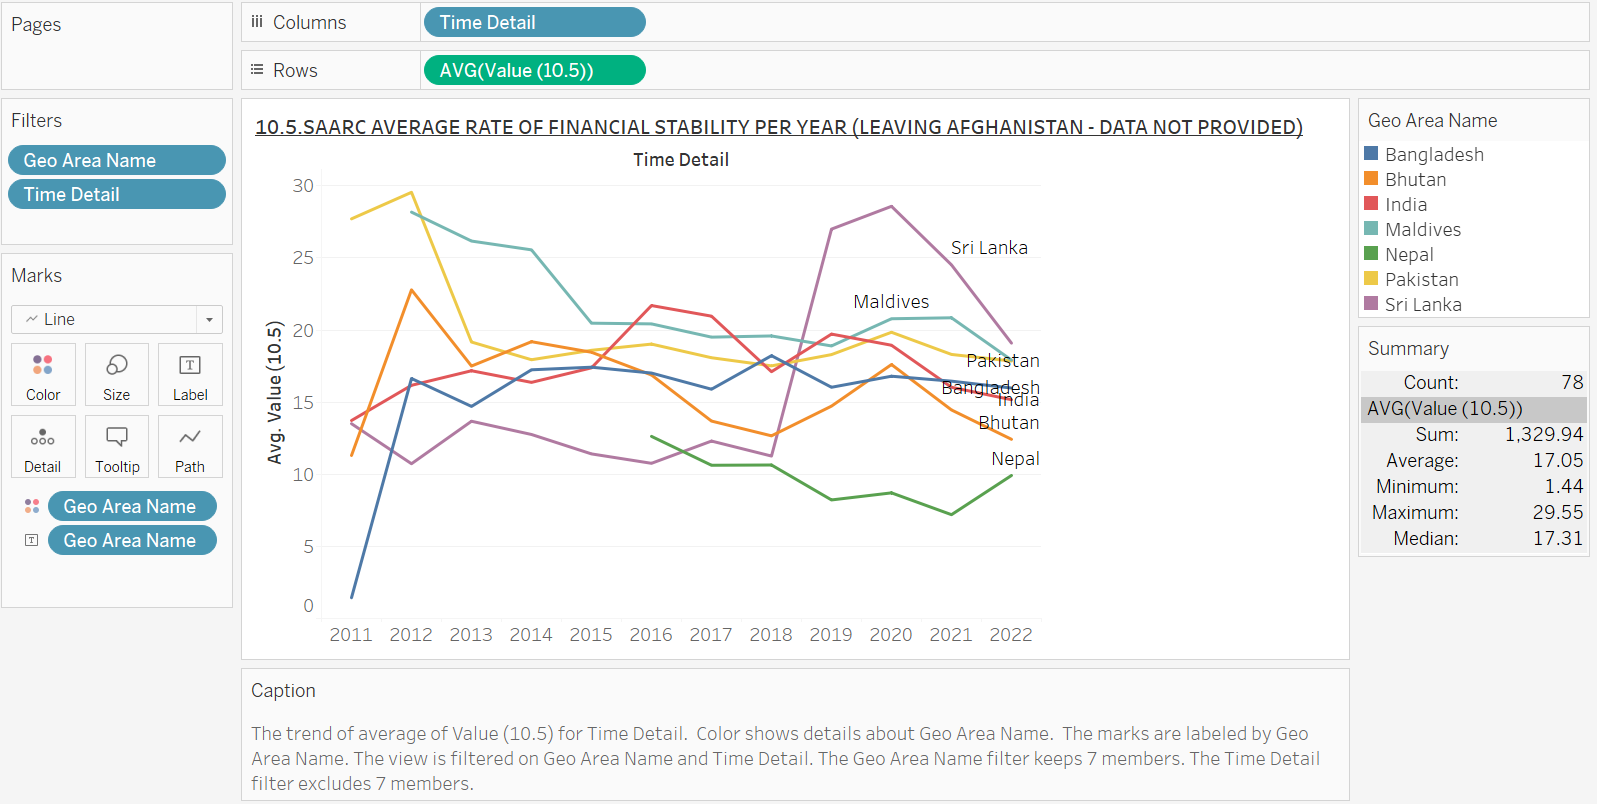 Pages
Columns
Time Detail
Rows
AVG(Value (10.5))
Filters
Geo Area Name
Time Detail
Marks
Line
Color
Size
Label
Detail
Tooltip
Path
Geo Area Name
Geo Area Name
10.5.SAARC AVERAGE RATE OF FINANCIAL STABILITY PER YEAR (LEAVING AFGHANISTAN - DATA NOT PROVIDED)
Time Detail
Avg. Value (10.5)
30
25
20
15
10
5
0
Sri Lanka
Maldives
Pakistan
Bangladesh
India
Bhutan
Nepal
2011 2012 2013 2014 2015 2016 2017 2018 2019 2020 2021 2022
Geo Area Name
Bangladesh
Bhutan
India
Maldives
Nepal
Pakistan
Sri Lanka
Summary
Count: 78
AVG(Value (10.5))
Sum: 1,329.94
Average: 17.05
Minimum: 1.44
Maximum: 29.55
Median: 17.31
Caption
The trend of average of Value (10.5) for Time Detail. Color shows details about Geo Area Name. The marks are labeled by Geo
Area Name. The view is filtered on Geo Area Name and Time Detail. The Geo Area Name filter keeps 7 members. The Time Detail
filter excludes 7 members.